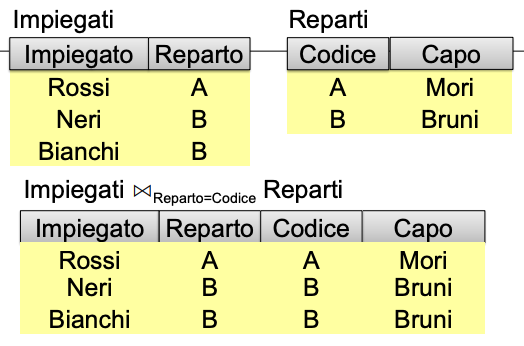 Impiegati Reparti
Impiegato Reparto Codice Capo
Rossi A A Mori
Neri B B Bruni
Bianchi B
Impiegati ⋈Reparto=Codice Reparti
Impiegato Reparto Codice Capo
Rossi A A Mori
Neri B B Bruni
Bianchi B B Bruni